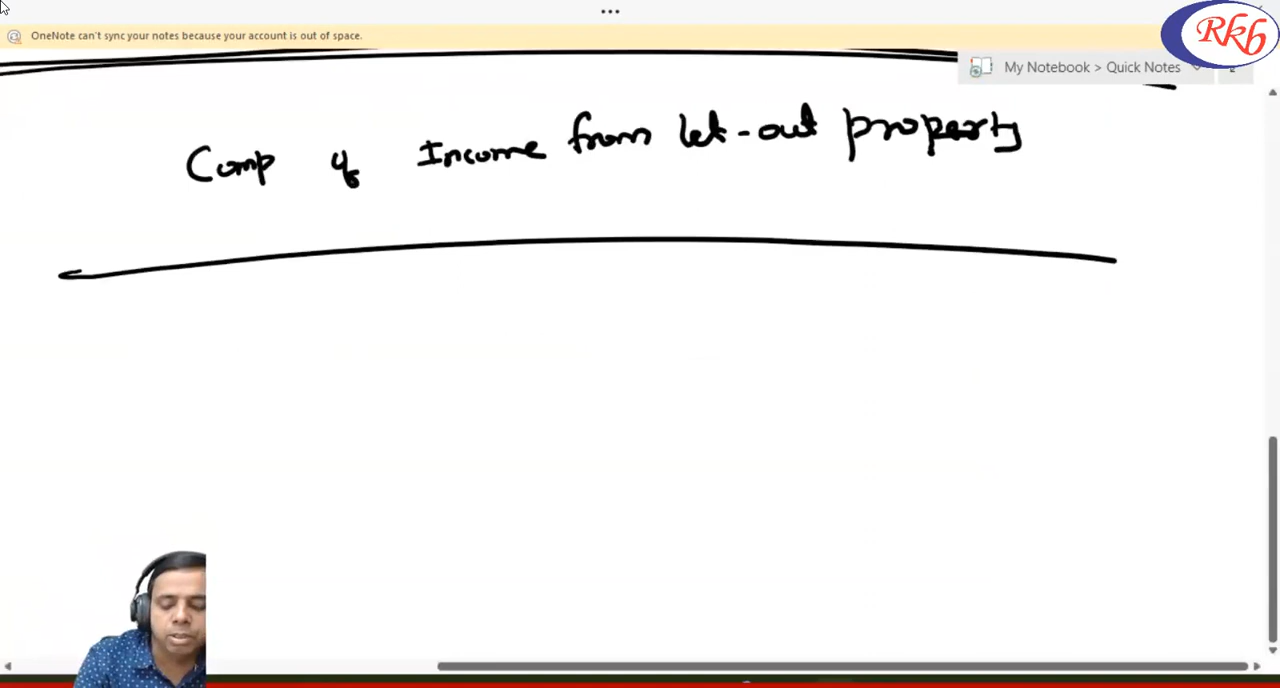 OneNote can't sync your notes because your account is out of space.
Rkb
My Notebook > Quick Notes
Comp of Income from let-out property